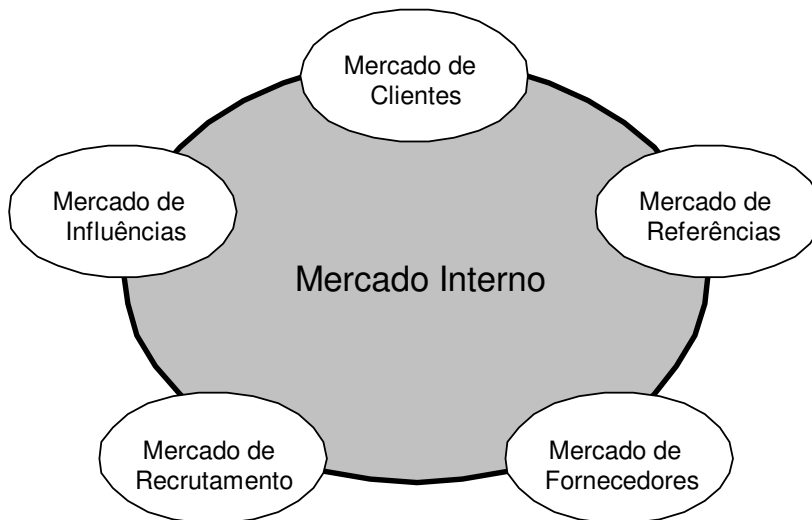 Mercado de
Clientes
Mercado de
Influências
Mercado de
Referências
Mercado Interno
Mercado de
Recrutamento
Mercado de
Fornecedores